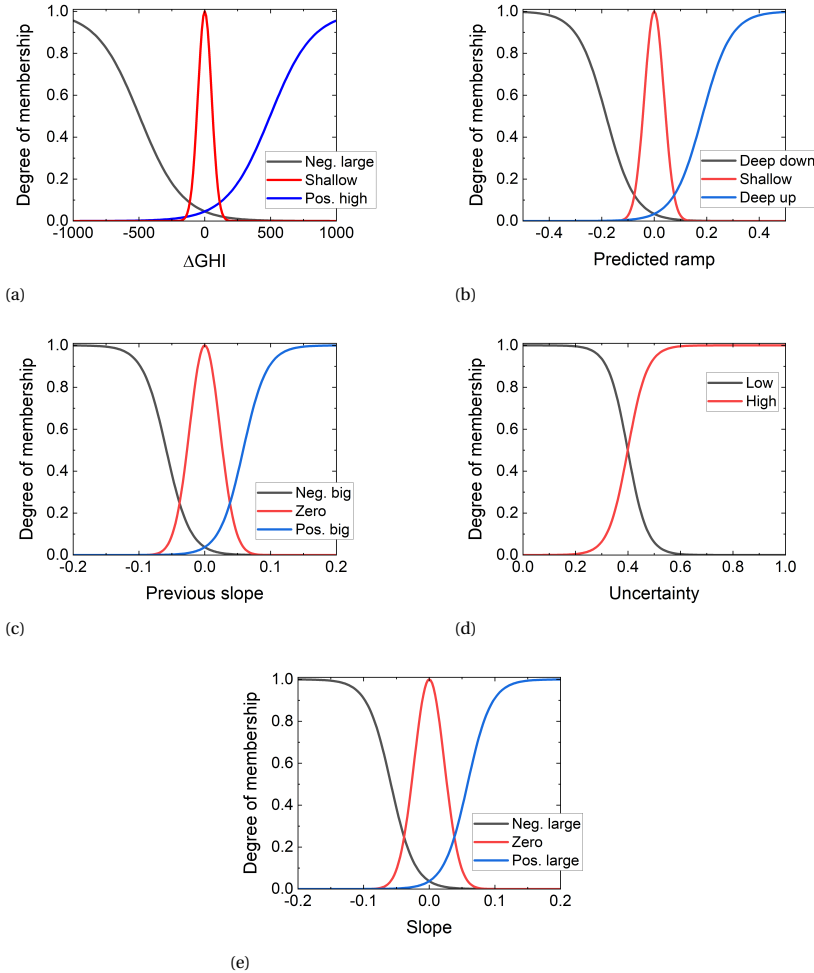 Degree of membership
1.0
0.8
0.6
0.4
0.2
0.0
-1000
-500
0
500
1000
ΔGHI
Neg. large
Shallow
Pos. high
(a)
Degree of membership
1.0
0.8
0.6
0.4
0.2
0.0
-0.4
-0.2
0.0
0.2
0.4
Predicted ramp
Deep down
Shallow
Deep up
(b)
Degree of membership
1.0
0.8
0.6
0.4
0.2
0.0
-0.2
-0.1
0.0
0.1
0.2
Previous slope
Neg. big
Zero
Pos. big
(c)
Degree of membership
1.0
0.8
0.6
0.4
0.2
0.0
0.0
0.2
0.4
0.6
0.8
1.0
Uncertainty
Low
High
(d)
Degree of membership
1.0
0.8
0.6
0.4
0.2
0.0
-0.2
-0.1
0.0
0.1
0.2
Slope
Neg. large
Zero
Pos. large
(e)